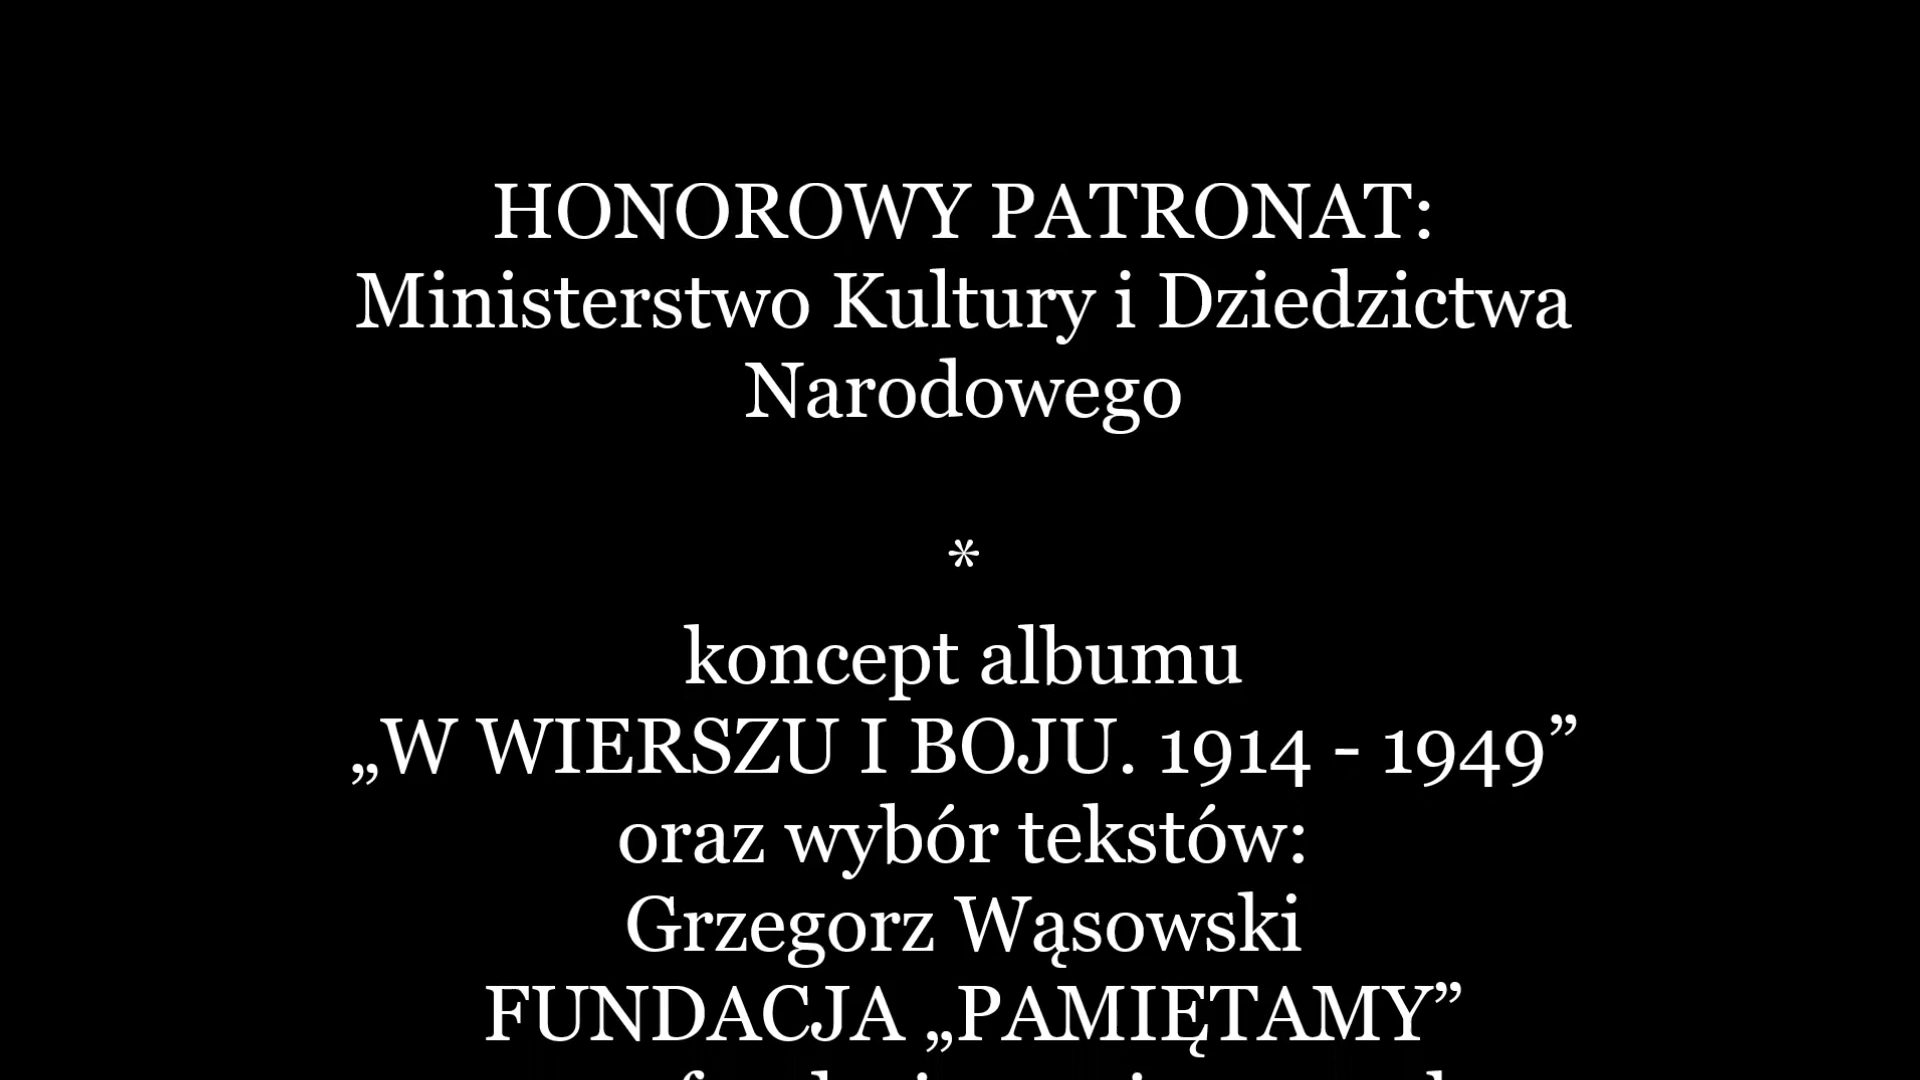 HONOROWY PATRONAT:
Ministerstwo Kultury i Dziedzictwa
Narodowego
*
koncept albumu
„W WIERSZU I BOJU. 1914 - 1949”
oraz wybór tekstów:
Grzegorz Wąsowski
FUNDACJA „PAMIĘTAMY”